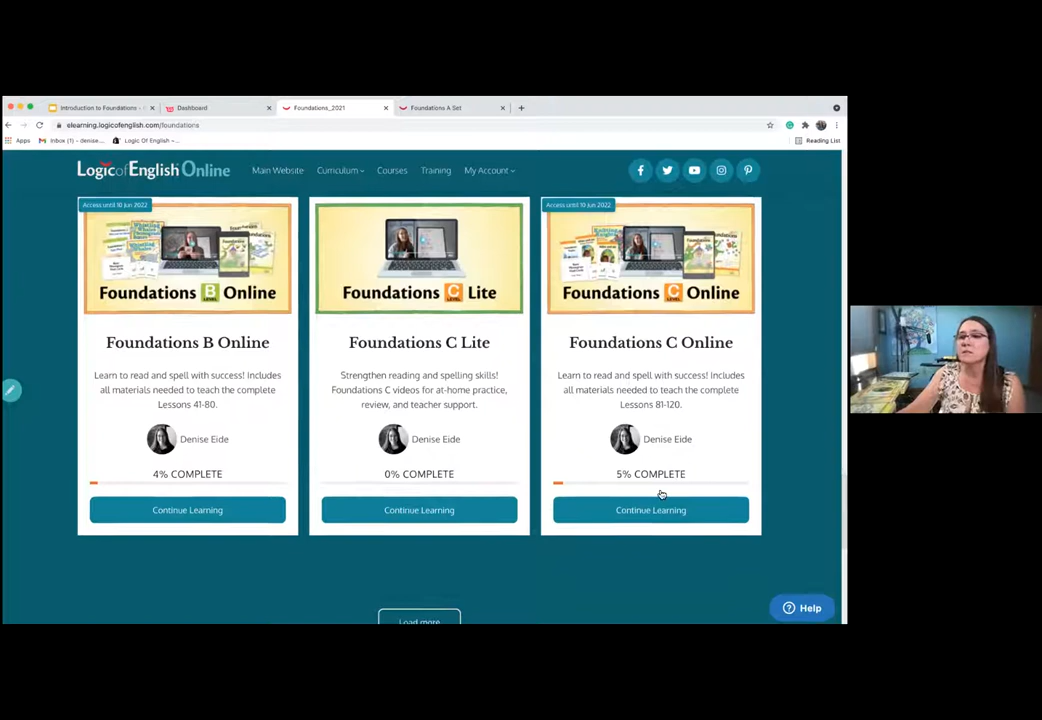 Introduction to Foundations -
Dashboard
Foundations_2021
Foundations A Set
elearning.logicofenglish.com/foundations
Apps
Inbox (1) - denise....
Logic Of English –...
Reading List
Logic of English Online
Main Website
Curriculum
Courses
Training
My Account
Access until 10 Jun 2022
Foundations B LEVEL Online
Foundations B Online
Learn to read and spell with success! Includes
all materials needed to teach the complete
Lessons 41-80.
Denise Eide
4% COMPLETE
Continue Learning
Foundations C LEVEL Lite
Foundations C Lite
Strengthen reading and spelling skills!
Foundations C videos for at-home practice,
review, and teacher support.
Denise Eide
0% COMPLETE
Continue Learning
Access until 10 Jun 2022
Foundations C LEVEL Online
Foundations C Online
Learn to read and spell with success! Includes
all materials needed to teach the complete
Lessons 81-120.
Denise Eide
5% COMPLETE
Continue Learning
Load more
Help